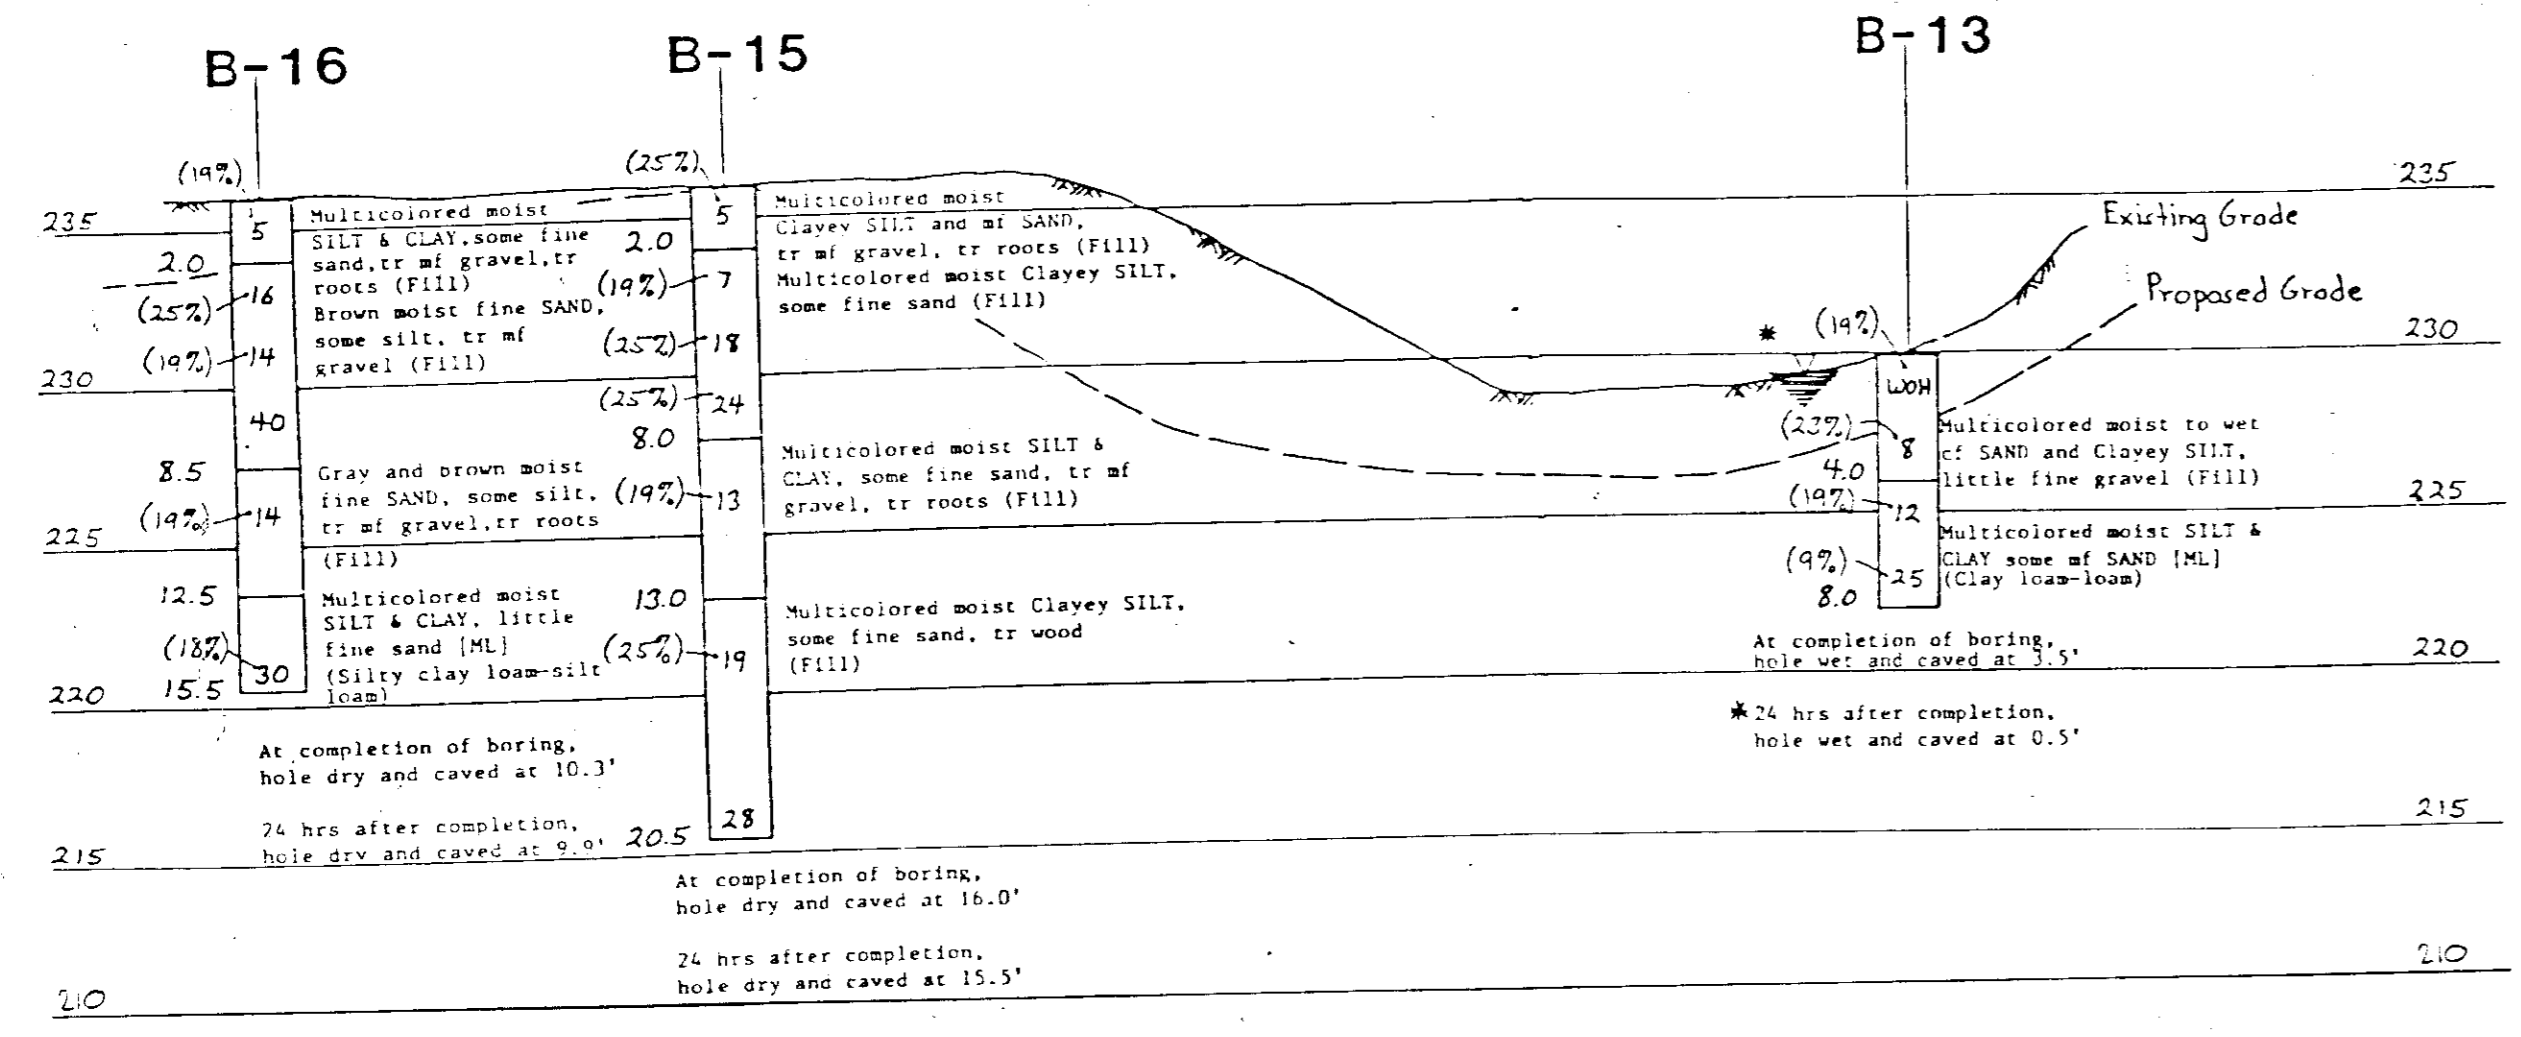 B-16
B-15
B-13
(19%)
(25%)
235
235
5
Multicolored moist
SILT & CLAY, some fine
sand, tr mf gravel, tr
roots (Fill)
2.0
16
(25%)
Brown moist fine SAND,
some silt, tr mf
gravel (Fill)
14
(19%)
230
40
8.5
Gray and brown moist
fine SAND, some silt,
tr mf gravel, tr roots
(Fill)
14
(19%)
225
12.5
Multicolored moist
SILT & CLAY, little
fine sand [ML]
(Silty clay loam-silt
loam)
(18%)
30
15.5
220
At completion of boring,
hole dry and caved at 10.3'
24 hrs after completion,
hole dry and caved at 9.9'
215
210
5
Multicolored moist
Clayey SILT and mf SAND,
tr mf gravel, tr roots (Fill)
2.0
Multicolored moist Clayey SILT,
some fine sand (Fill)
(19%)
7
(25%)
18
(25%)
24
8.0
Multicolored moist SILT &
CLAY, some fine sand, tr mf
gravel, tr roots (Fill)
(19%)
13
13.0
Multicolored moist Clayey SILT,
some fine sand, tr wood
(Fill)
(25%)
19
28
20.5
At completion of boring,
hole dry and caved at 16.0'
24 hrs after completion,
hole dry and caved at 15.5'
Existing Grade
Proposed Grade
*
(19%)
230
WOH
(23%)
8
Multicolored moist to wet
cf SAND and Clayey SILT,
little fine gravel (Fill)
4.0
225
(19%)
12
Multicolored moist SILT &
CLAY some mf SAND [ML]
(Clay loam-loam)
(9%)
25
8.0
At completion of boring,
hole wet and caved at 3.5'
220
*24 hrs after completion,
hole wet and caved at 0.5'
215
210